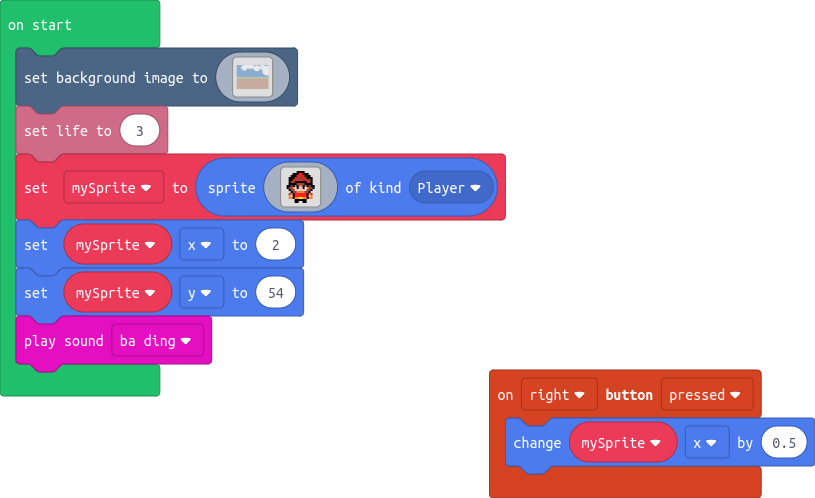 on start
set background image to
set life to 3
set mySprite to sprite of kind Player
set mySprite x to 2
set mySprite y to 54
play sound ba ding
on right button pressed
change mySprite x by 0.5